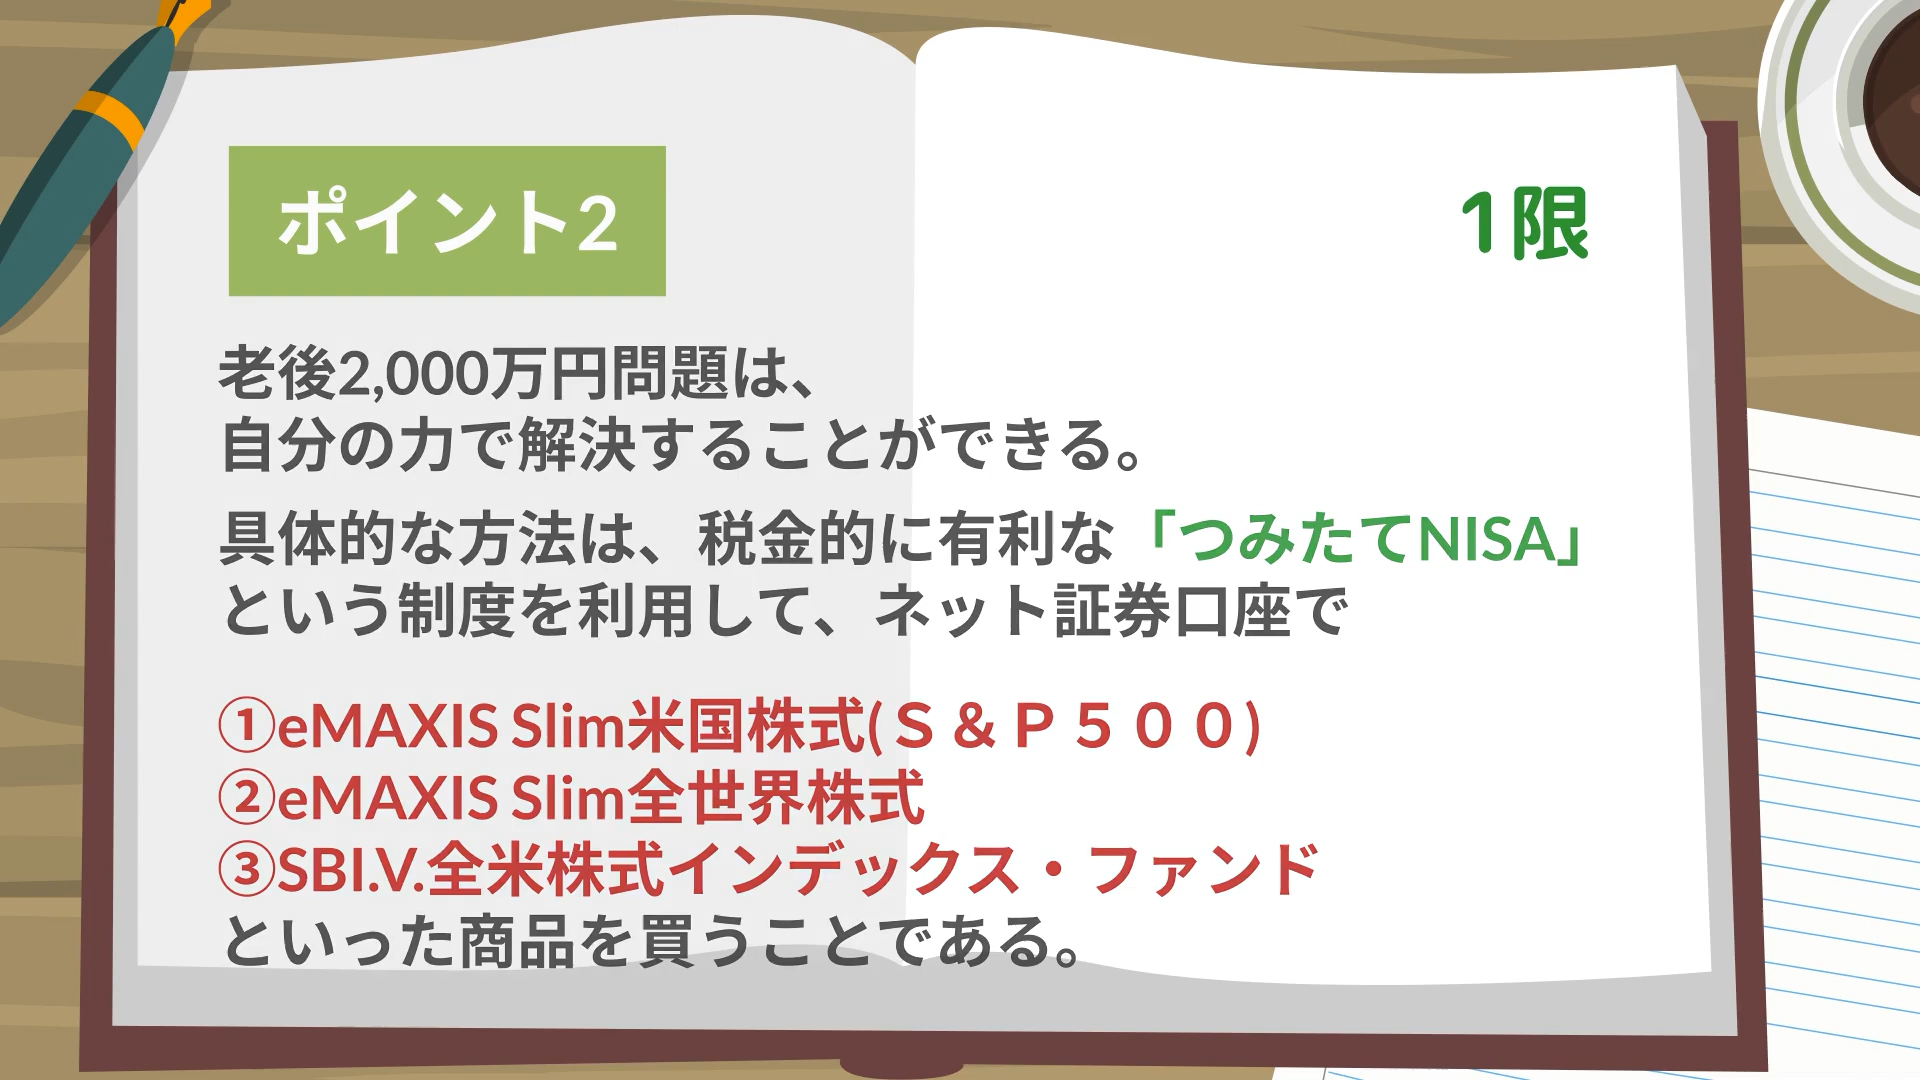 ポイント2
1限
老後2,000万円問題は、
自分の力で解決することができる。
具体的な方法は、税金的に有利な「つみたてNISA」
という制度を利用して、ネット証券口座で
①eMAXIS Slim米国株式(Ｓ＆Ｐ５００)
②eMAXIS Slim全世界株式
③SBI.V.全米株式インデックス・ファンド
といった商品を買うことである。